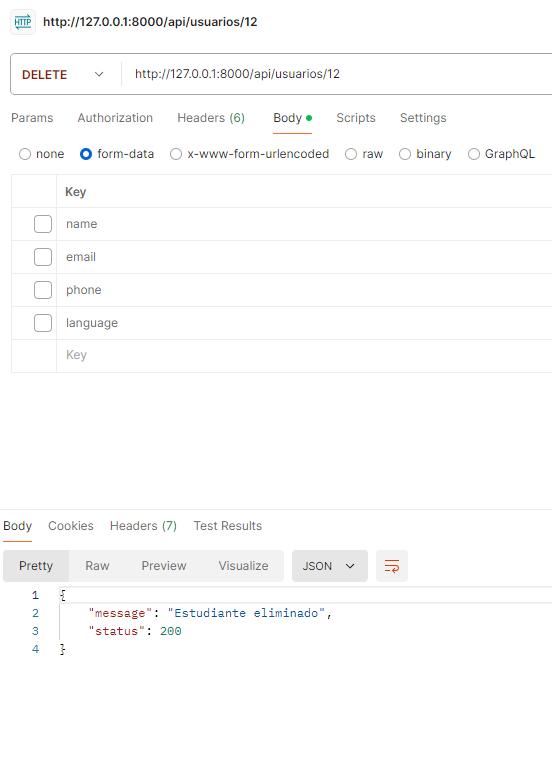 HTTP http://127.0.0.1:8000/api/usuarios/12
DELETE http://127.0.0.1:8000/api/usuarios/12
Params Authorization Headers (6) Body Scripts Settings
none form-data x-www-form-urlencoded raw binary GraphQL
Key
name
email
phone
language
Key
Body Cookies Headers (7) Test Results
Pretty Raw Preview Visualize JSON
1 {
2 "message": "Estudiante eliminado",
3 "status": 200
4 }